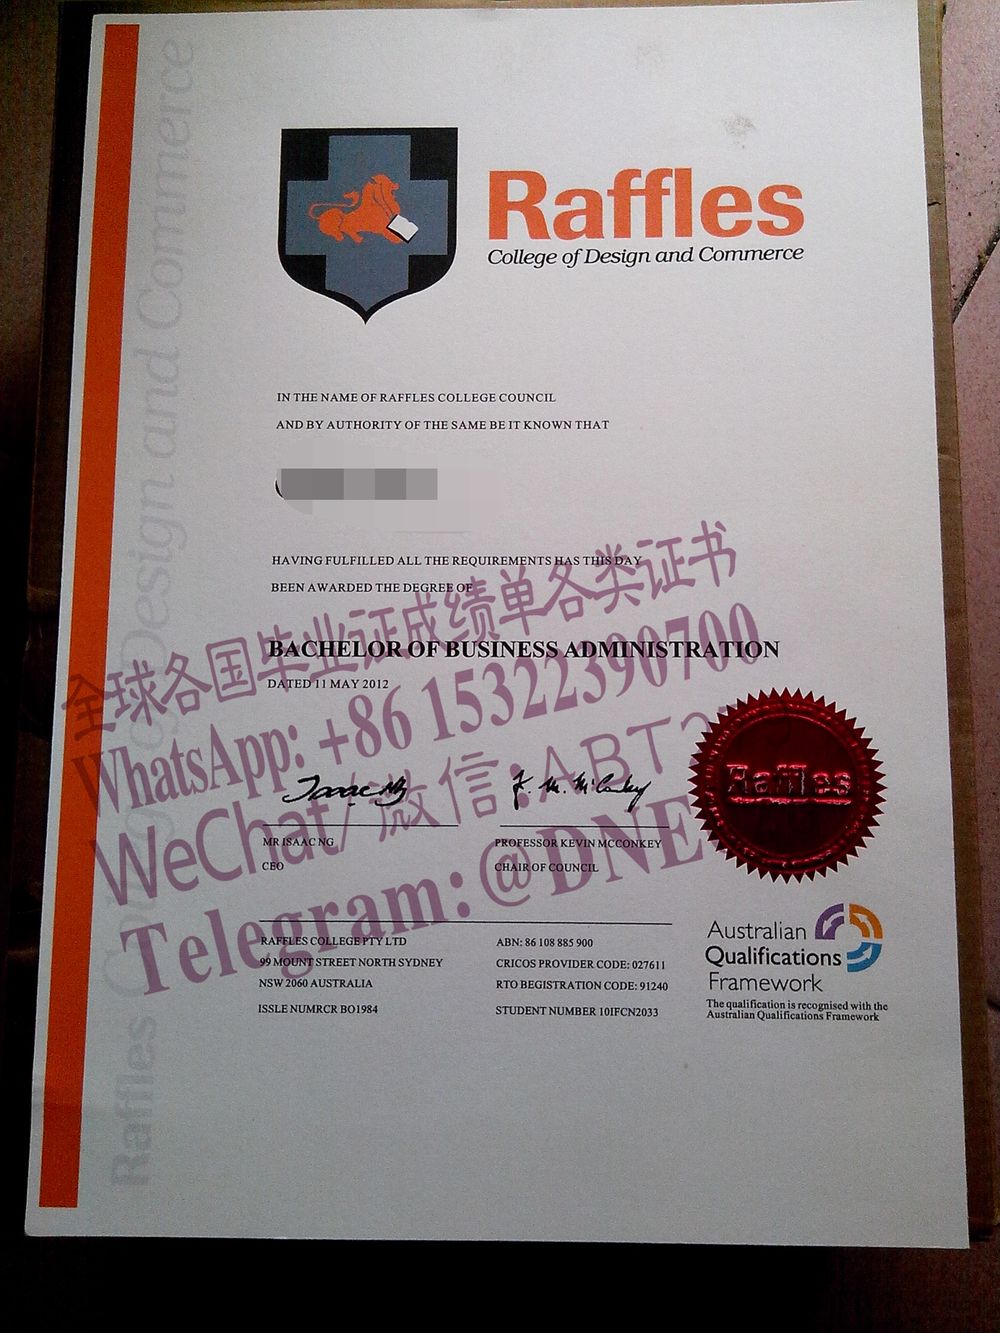 Raffles
College of Design and Commerce
Raffles College of Design and Commerce
IN THE NAME OF RAFFLES COLLEGE COUNCIL
AND BY AUTHORITY OF THE SAME BE IT KNOWN THAT
HAVING FULFILLED ALL THE REQUIREMENTS HAS THIS DAY
BEEN AWARDED THE DEGREE OF
BACHELOR OF BUSINESS ADMINISTRATION
DATED 11 MAY 2012
全球各国毕业证成绩单各类证书
WhatsApp: +86 15322390700
WeChat/微信:ABT2
Telegram:@DNE
Raffles
MR ISAAC NG
CEO
PROFESSOR KEVIN MCCONKEY
CHAIR OF COUNCIL
RAFFLES COLLEGE PTY LTD
99 MOUNT STREET NORTH SYDNEY
NSW 2060 AUSTRALIA
ISSLE NUMRCR BO1984
ABN: 86 108 885 900
CRICOS PROVIDER CODE: 027611
RTO BEGISTRATION CODE: 91240
STUDENT NUMBER 10IFCN2033
Australian
Qualifications
Framework
The qualification is recognised with the
Australian Qualifications Framework